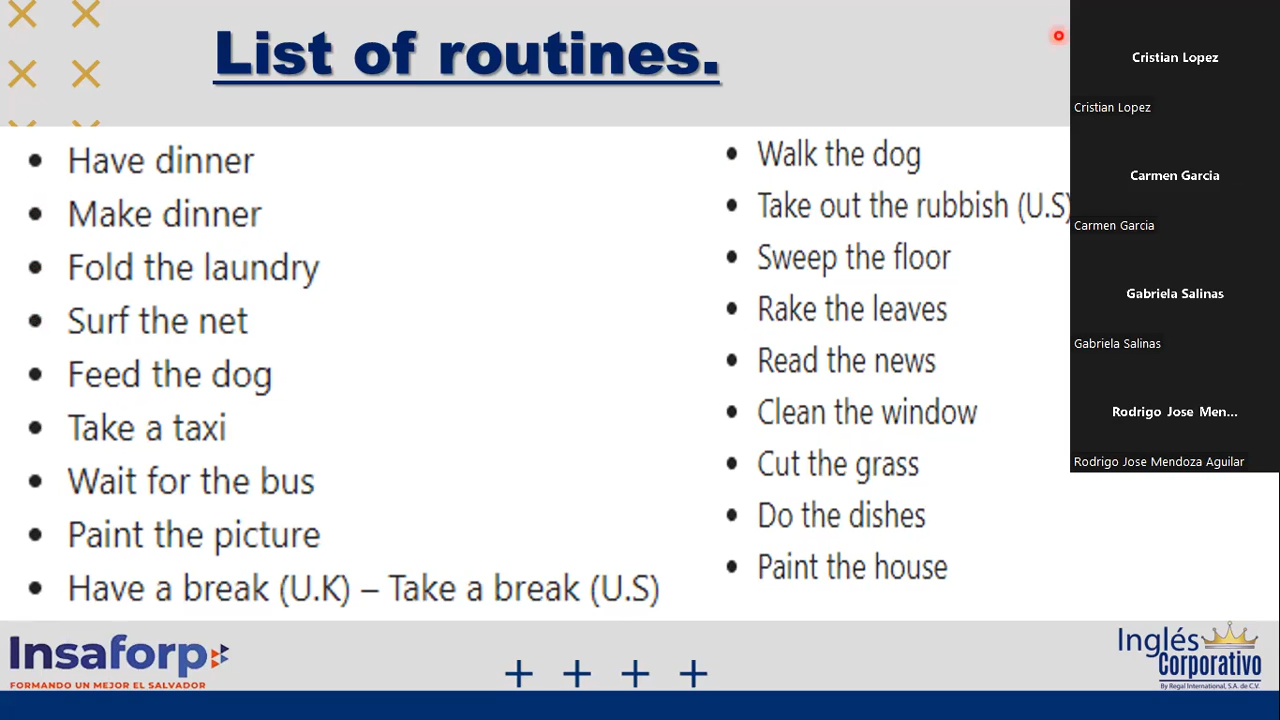 List of routines.
• Have dinner
• Make dinner
• Fold the laundry
• Surf the net
• Feed the dog
• Take a taxi
• Wait for the bus
• Paint the picture
• Have a break (U.K) – Take a break (U.S)
• Walk the dog
• Take out the rubbish (U.S)
• Sweep the floor
• Rake the leaves
• Read the news
• Clean the window
• Cut the grass
• Do the dishes
• Paint the house
Cristian Lopez
Cristian Lopez
Carmen Garcia
Carmen Garcia
Gabriela Salinas
Gabriela Salinas
Rodrigo Jose Men...
Rodrigo Jose Mendoza Aguilar
Insaforp
FORMANDO UN MEJOR EL SALVADOR
Inglés
Corporativo
By Regal International, S.A. de C.V.